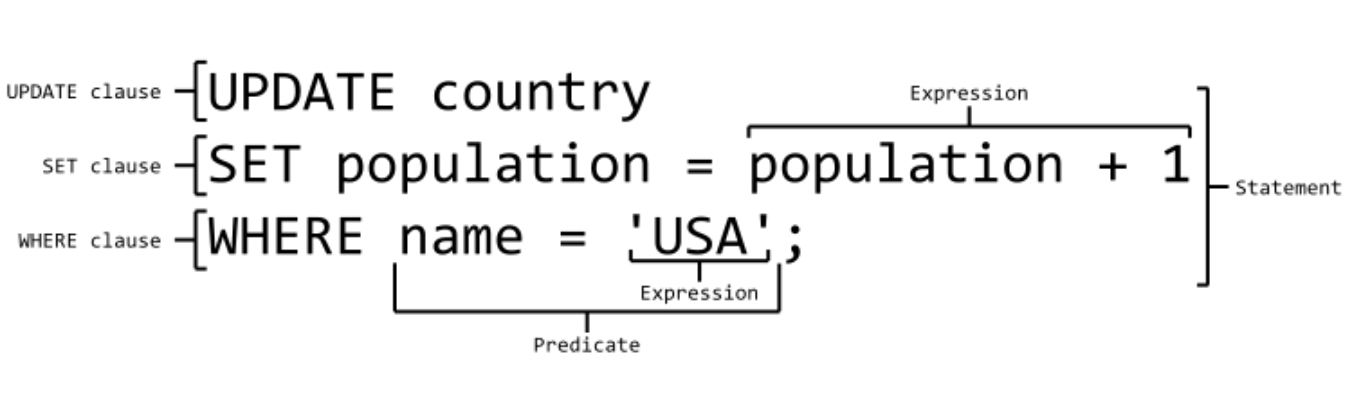 Expression
UPDATE clause UPDATE country
SET clause SET population = population + 1
Statement
WHERE clause WHERE name = 'USA';
Expression
Predicate